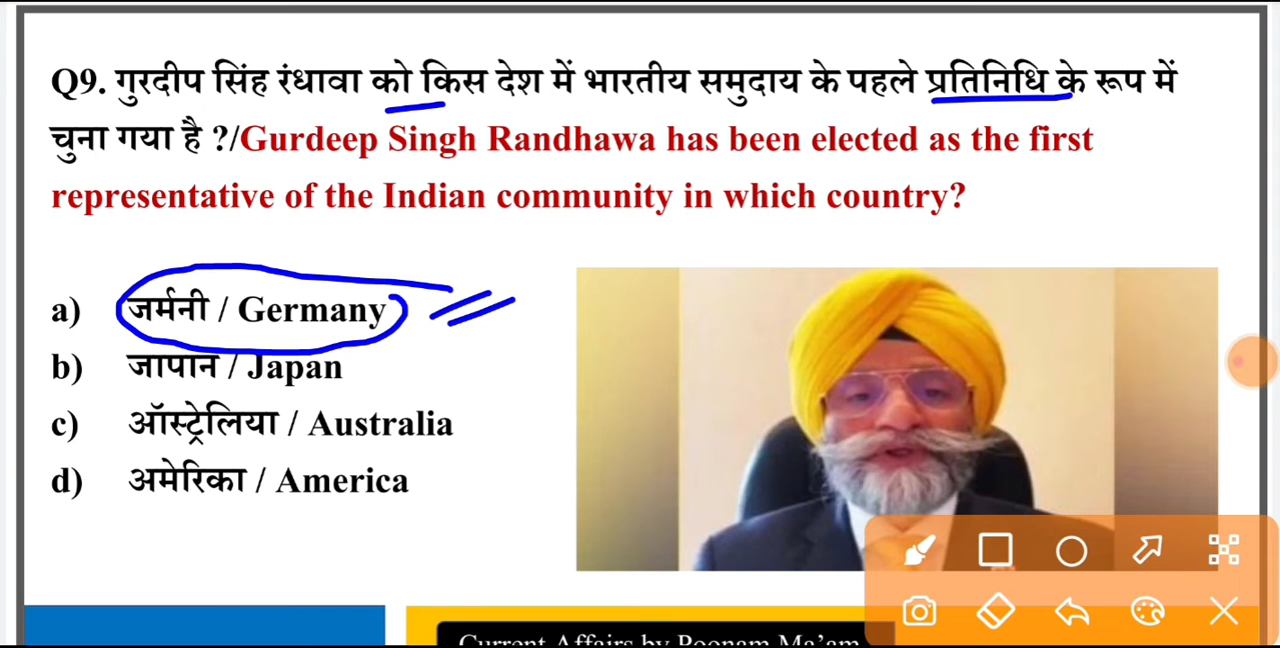 Q9. गुरदीप सिंह रंधावा को किस देश में भारतीय समुदाय के पहले प्रतिनिधि के रूप में
चुना गया है ?/Gurdeep Singh Randhawa has been elected as the first
representative of the Indian community in which country?
a) जर्मनी / Germany
b) जापान / Japan
c) ऑस्ट्रेलिया / Australia
d) अमेरिका / America
Current Affairs by Poonam Ma'am